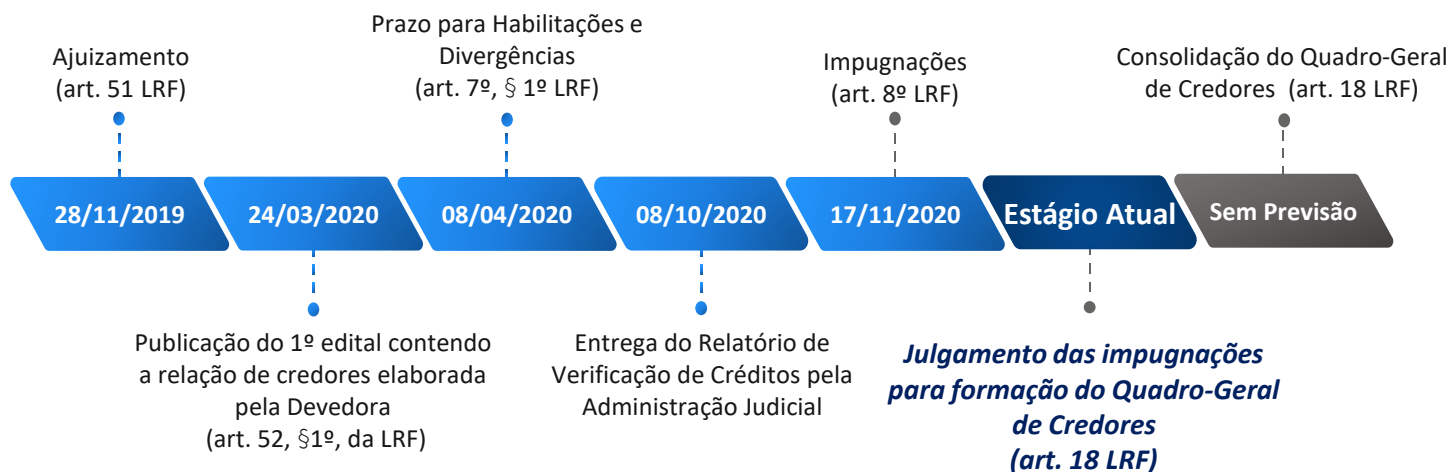 Ajuizamento
(art. 51 LRF)
Prazo para Habilitações e
Divergências
(art. 7º, § 1º LRF)
Impugnações
(art. 8º LRF)
Consolidação do Quadro-Geral
de Credores (art. 18 LRF)
28/11/2019
24/03/2020
08/04/2020
08/10/2020
17/11/2020
Estágio Atual
Sem Previsão
Publicação do 1º edital contendo
a relação de credores elaborada
pela Devedora
(art. 52, §1º, da LRF)
Entrega do Relatório de
Verificação de Créditos pela
Administração Judicial
Julgamento das impugnações
para formação do Quadro-Geral
de Credores
(art. 18 LRF)